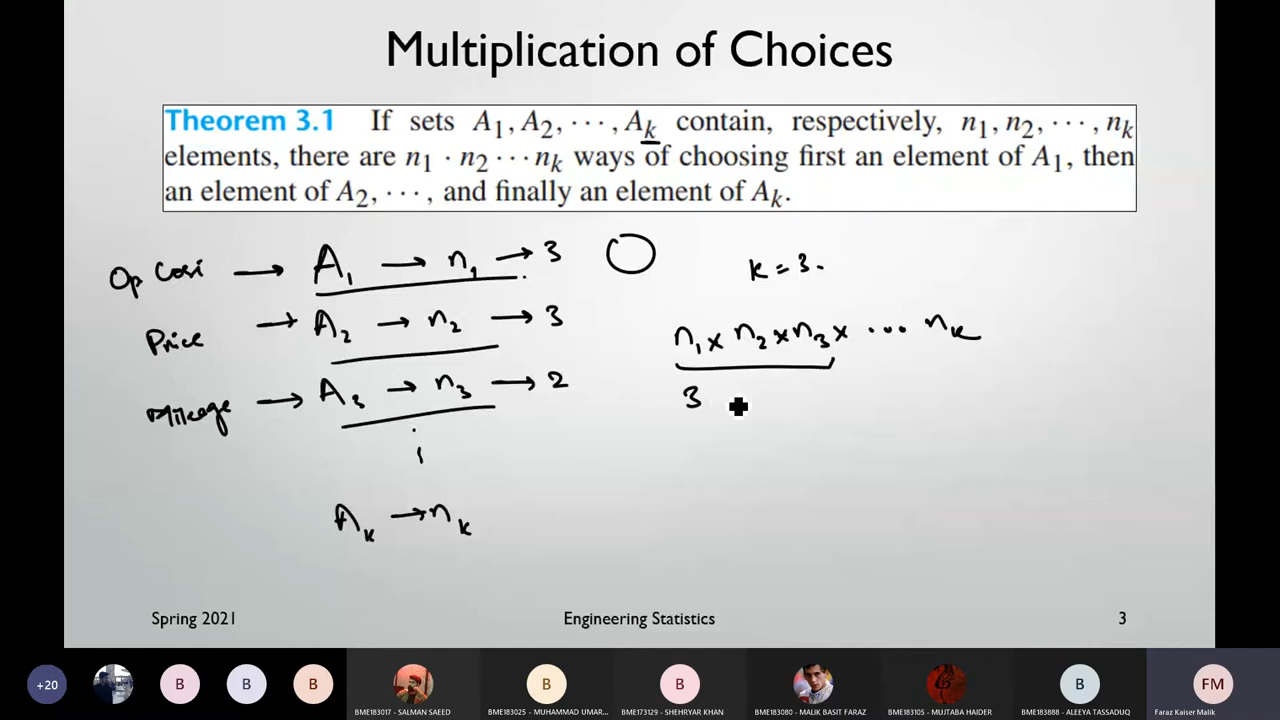 Multiplication of Choices
Theorem 3.1 If sets A1, A2, ···, Ak contain, respectively, n1, n2, ···, nk
elements, there are n1 · n2 ··· nk ways of choosing first an element of A1, then
an element of A2, ···, and finally an element of Ak.
Op Cost → A1 → n1 → 3
k = 3.
Price → A2 → n2 → 3
n1 × n2 × n3 × ... nk
Mileage → A3 → n3 → 2
3
Ak → nk
Spring 2021
Engineering Statistics
3
+20
B
B
B
B
B
B
FM
BME183017 - SALMAN SAEED
BME183025 - MUHAMMAD UMAR...
BME173129 - SHEHRYAR KHAN
BME183080 - MALIK BASIT FARAZ
BME183105 - MUJTABA HAIDER
BME183888 - ALEEYA TASSADUQ
Faraz Kaiser Malik